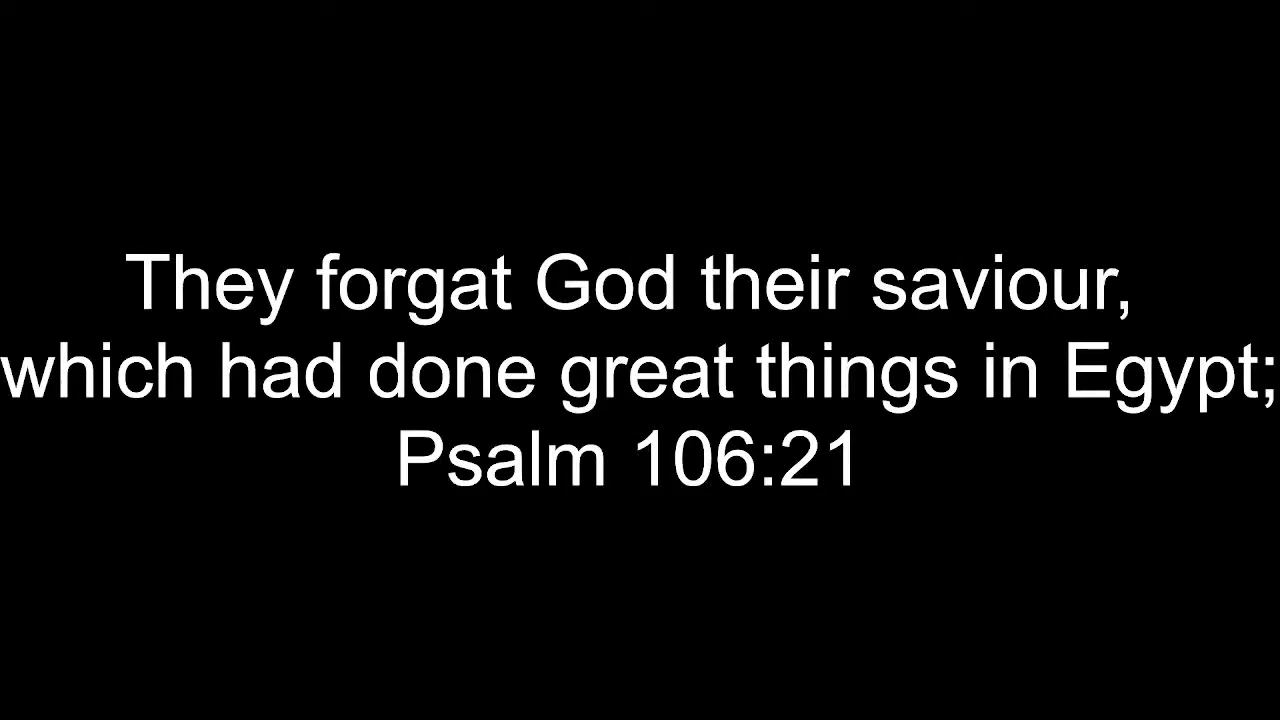 They forgat God their saviour,
which had done great things in Egypt;
Psalm 106:21